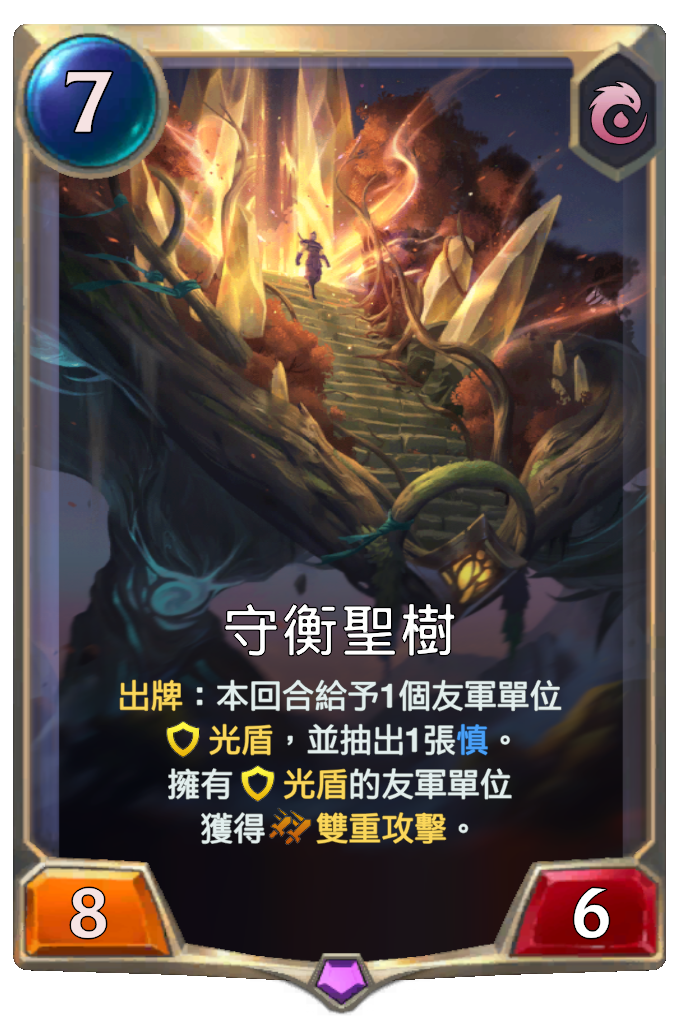 7
守衡聖樹
出牌：本回合給予1個友軍單位
光盾，並抽出1張慎。
擁有光盾的友軍單位
獲得雙重攻擊。
8
6